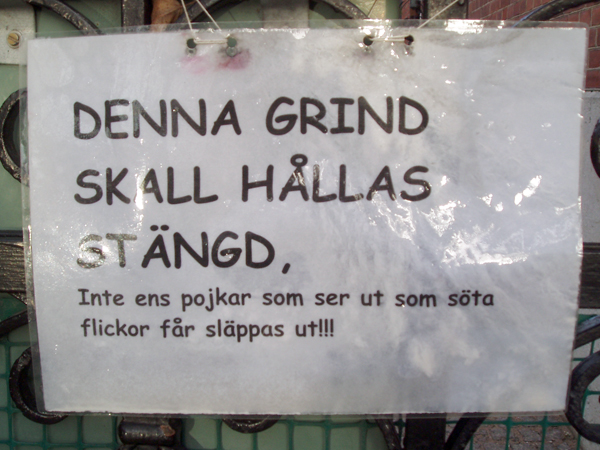 DENNA GRIND
SKALL HÅLLAS
STÄNGD,
Inte ens pojkar som ser ut som söta
flickor får släppas ut!!!